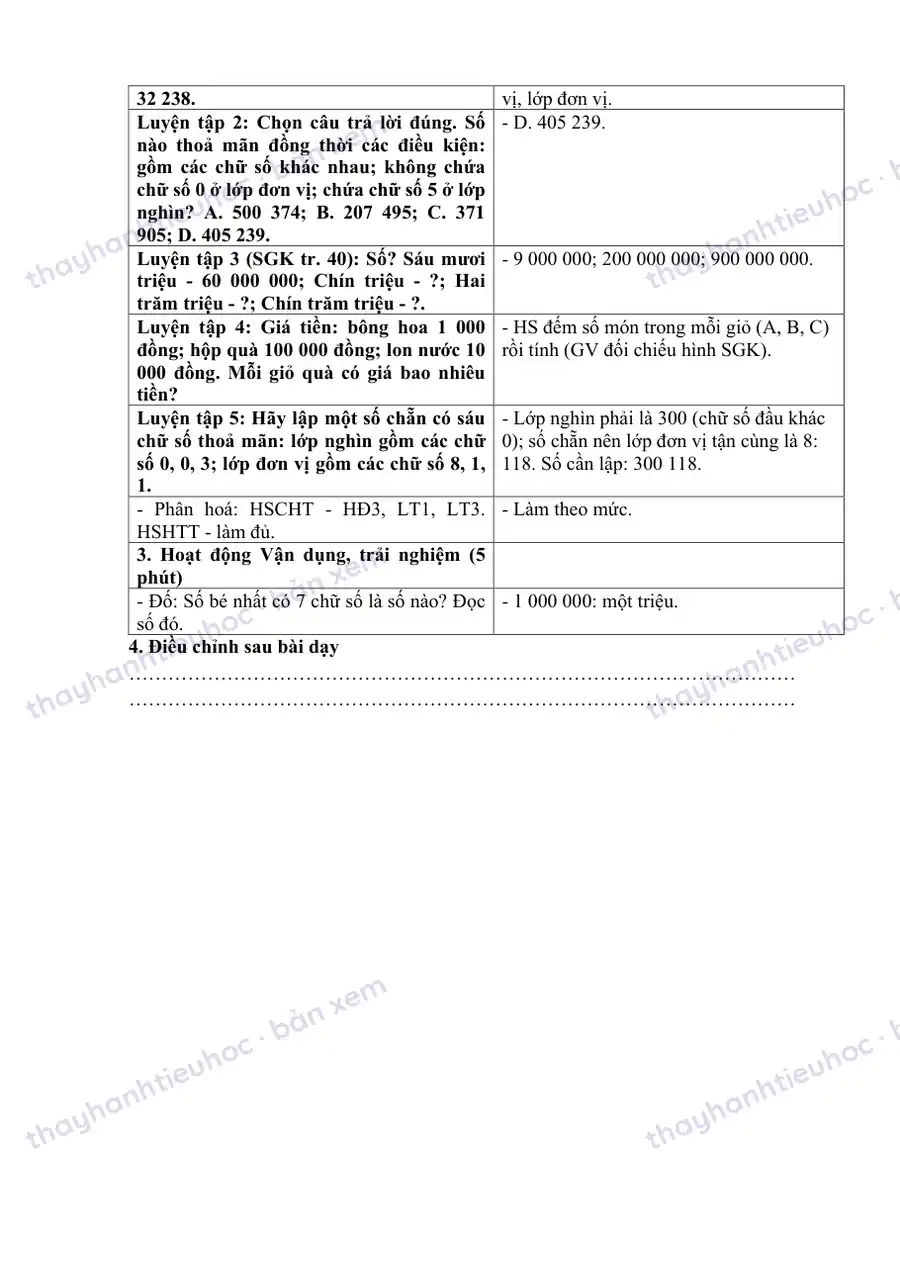 32 238.
vị, lớp đơn vị.
Luyện tập 2: Chọn câu trả lời đúng. Số
nào thoả mãn đồng thời các điều kiện:
gồm các chữ số khác nhau; không chứa
chữ số 0 ở lớp đơn vị; chứa chữ số 5 ở lớp
nghìn? A. 500 374; B. 207 495; C. 371
905; D. 405 239.
- D. 405 239.
Luyện tập 3 (SGK tr. 40): Số? Sáu mươi
triệu - 60 000 000; Chín triệu - ?; Hai
trăm triệu - ?; Chín trăm triệu - ?.
- 9 000 000; 200 000 000; 900 000 000.
Luyện tập 4: Giá tiền: bông hoa 1 000
đồng; hộp quà 100 000 đồng; lon nước 10
000 đồng. Mỗi giỏ quà có giá bao nhiêu
tiền?
- HS đếm số món trong mỗi giỏ (A, B, C)
rồi tính (GV đối chiếu hình SGK).
Luyện tập 5: Hãy lập một số chẵn có sáu
chữ số thoả mãn: lớp nghìn gồm các chữ
số 0, 0, 3; lớp đơn vị gồm các chữ số 8, 1,
1.
- Lớp nghìn phải là 300 (chữ số đầu khác
0); số chẵn nên lớp đơn vị tận cùng là 8:
118. Số cần lập: 300 118.
- Phân hoá: HSCHT - HĐ3, LT1, LT3.
HSHTT - làm đủ.
- Làm theo mức.
3. Hoạt động Vận dụng, trải nghiệm (5
phút)
- Đố: Số bé nhất có 7 chữ số là số nào? Đọc
số đó.
- 1 000 000: một triệu.
4. Điều chỉnh sau bài dạy
……………………………………………………………………………………………
……………………………………………………………………………………………
thayhanhtieuhoc · bản xem
thayhanhtieuhoc · b
thayhanhtieuhoc · bản xem
thayhanhtieuhoc · b
thayhanhtieuhoc · bản xem
thayhanhtieuhoc · b